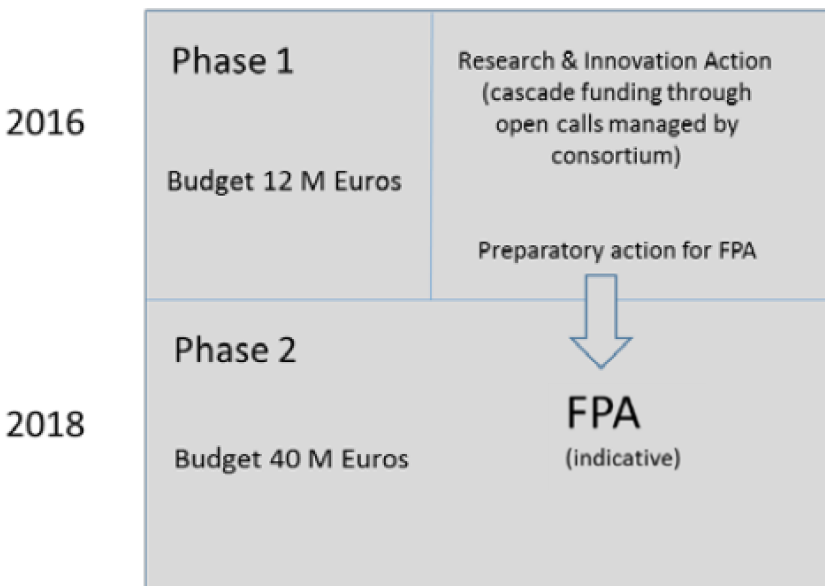 2016
Phase 1
Budget 12 M Euros
Research & Innovation Action
(cascade funding through
open calls managed by
consortium)
Preparatory action for FPA
2018
Phase 2
Budget 40 M Euros
FPA
(indicative)